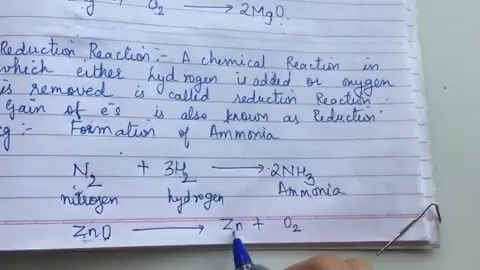 O₂ → 2MgO.
Reduction Reaction:- A chemical Reaction in
which either hydrogen is added or oxygen
is removed is called reduction Reaction.
Gain of e⁻s is also known as Reduction'
eg:- Formation of Ammonia
N₂ + 3H₂ → 2NH₃
nitrogen hydrogen Ammonia
ZnO → Zn + O₂